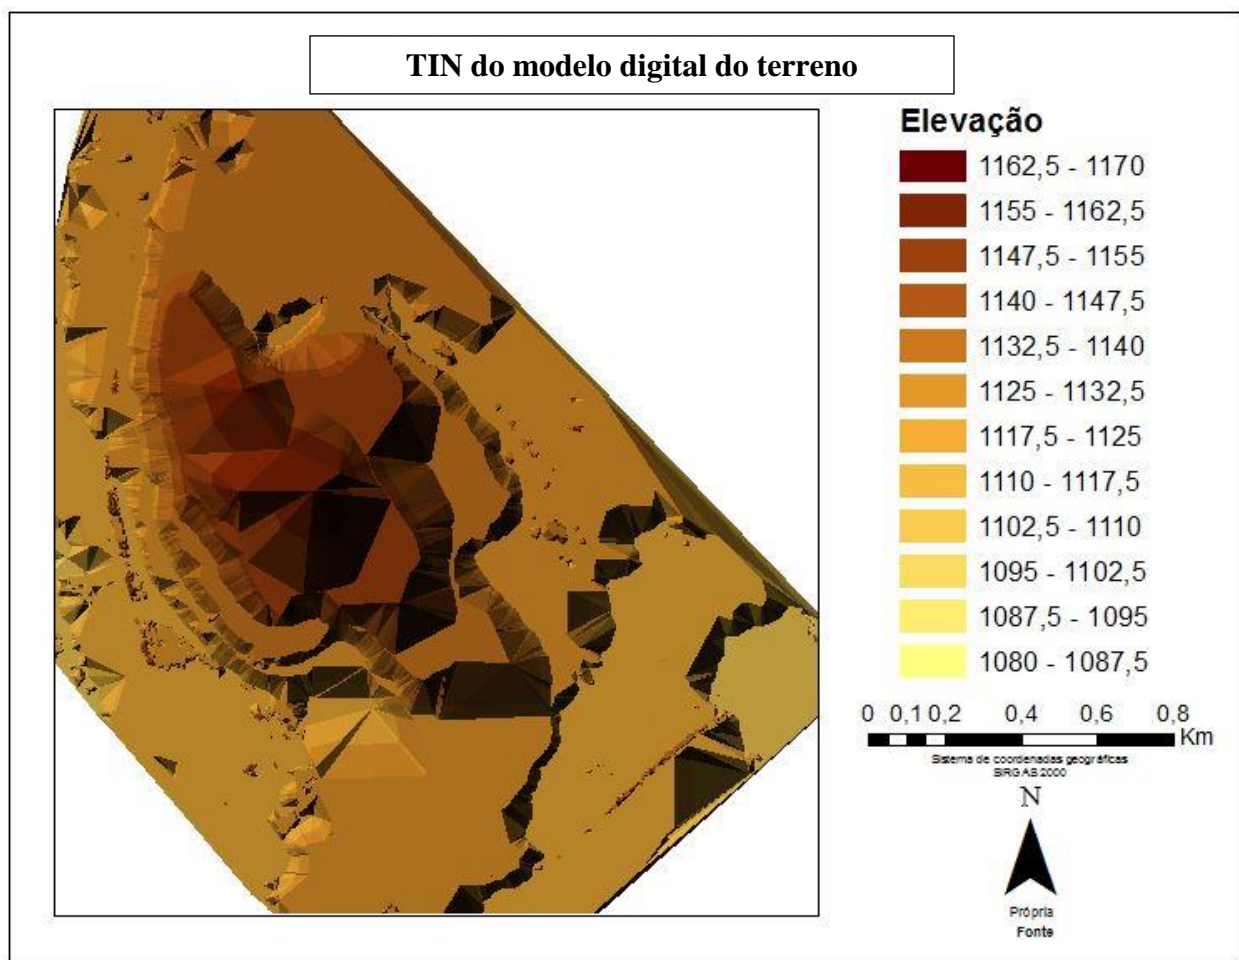 TIN do modelo digital do terreno
Elevação
1162,5 - 1170
1155 - 1162,5
1147,5 - 1155
1140 - 1147,5
1132,5 - 1140
1125 - 1132,5
1117,5 - 1125
1110 - 1117,5
1102,5 - 1110
1095 - 1102,5
1087,5 - 1095
1080 - 1087,5
0 0,1 0,2 0,4 0,6 0,8
Km
Sistema de coordenadas geográficas
SIRGAS 2000
N
Própria
Fonte